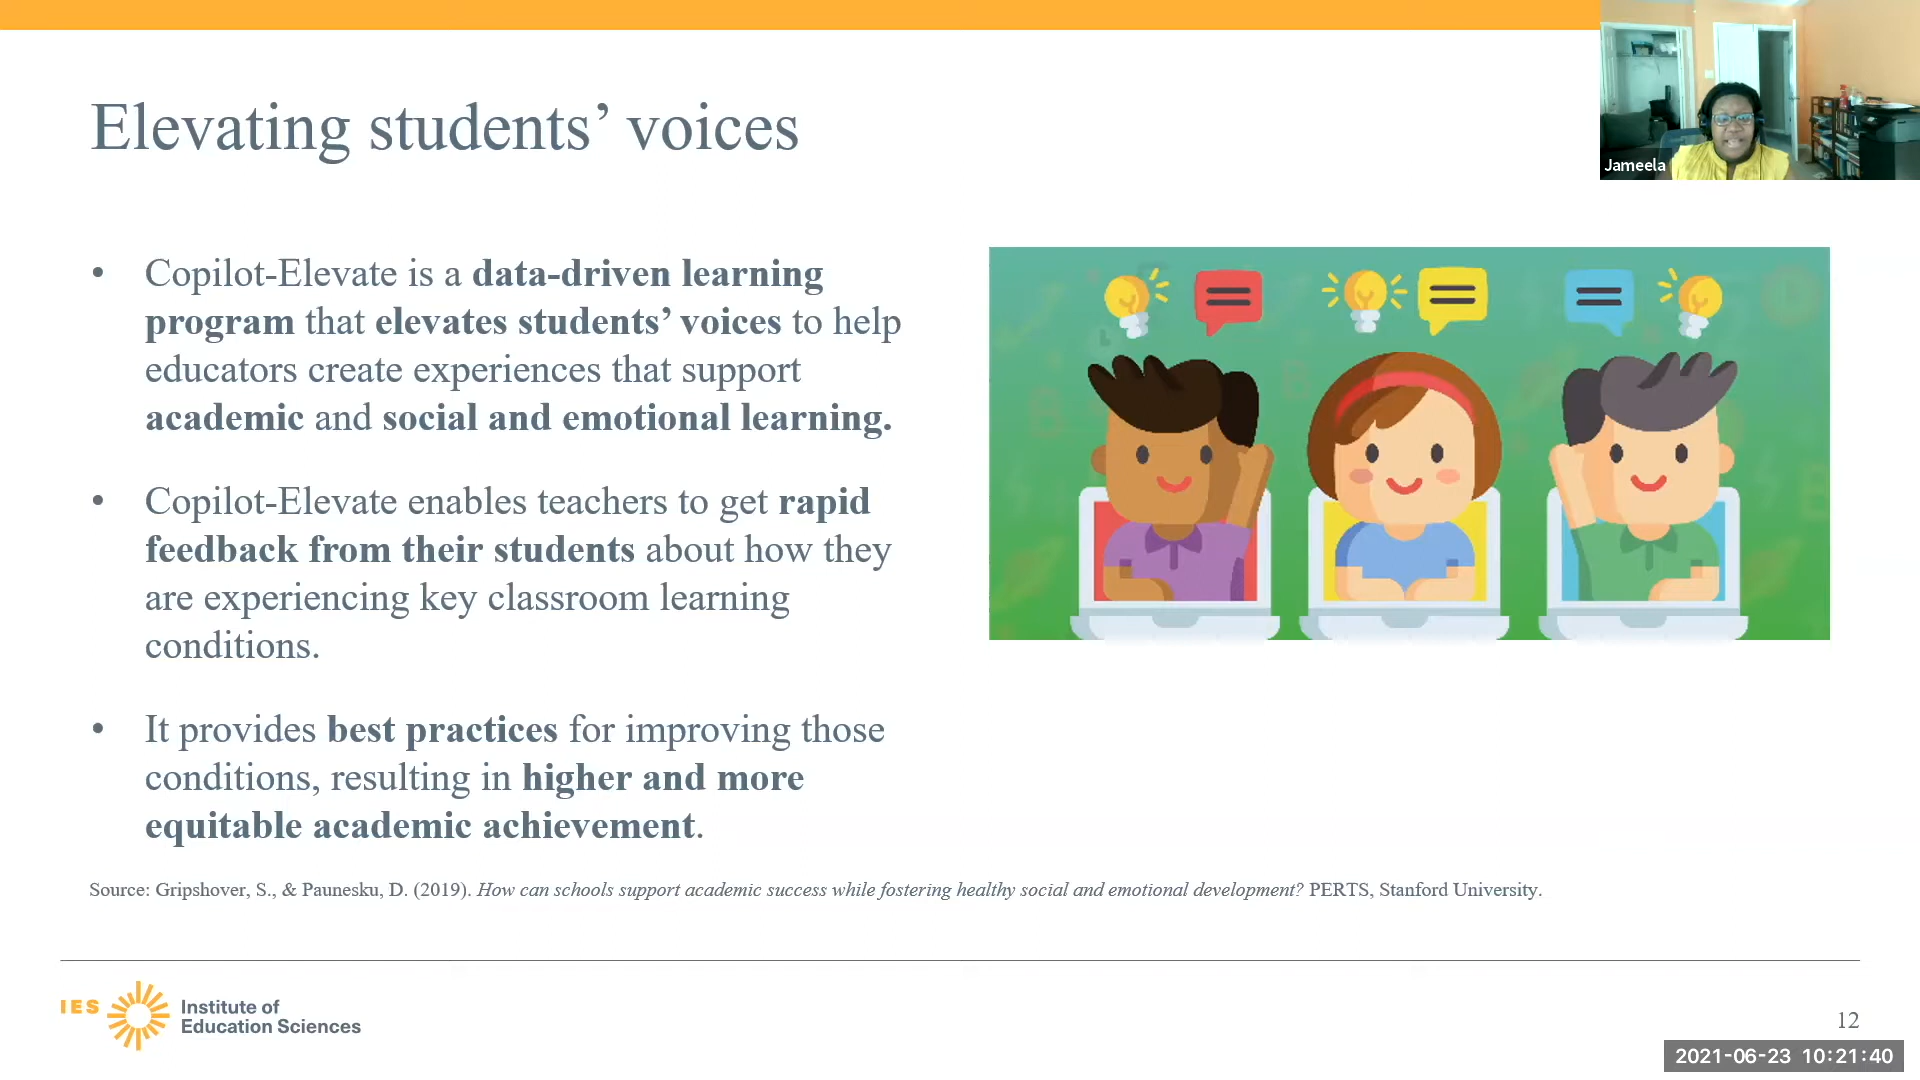 Elevating students’ voices
Jameela
• Copilot-Elevate is a data-driven learning
program that elevates students’ voices to help
educators create experiences that support
academic and social and emotional learning.
• Copilot-Elevate enables teachers to get rapid
feedback from their students about how they
are experiencing key classroom learning
conditions.
• It provides best practices for improving those
conditions, resulting in higher and more
equitable academic achievement.
Source: Gripshover, S., & Paunesku, D. (2019). How can schools support academic success while fostering healthy social and emotional development? PERTS, Stanford University.
IES Institute of
Education Sciences
12
2021-06-23 10:21:40